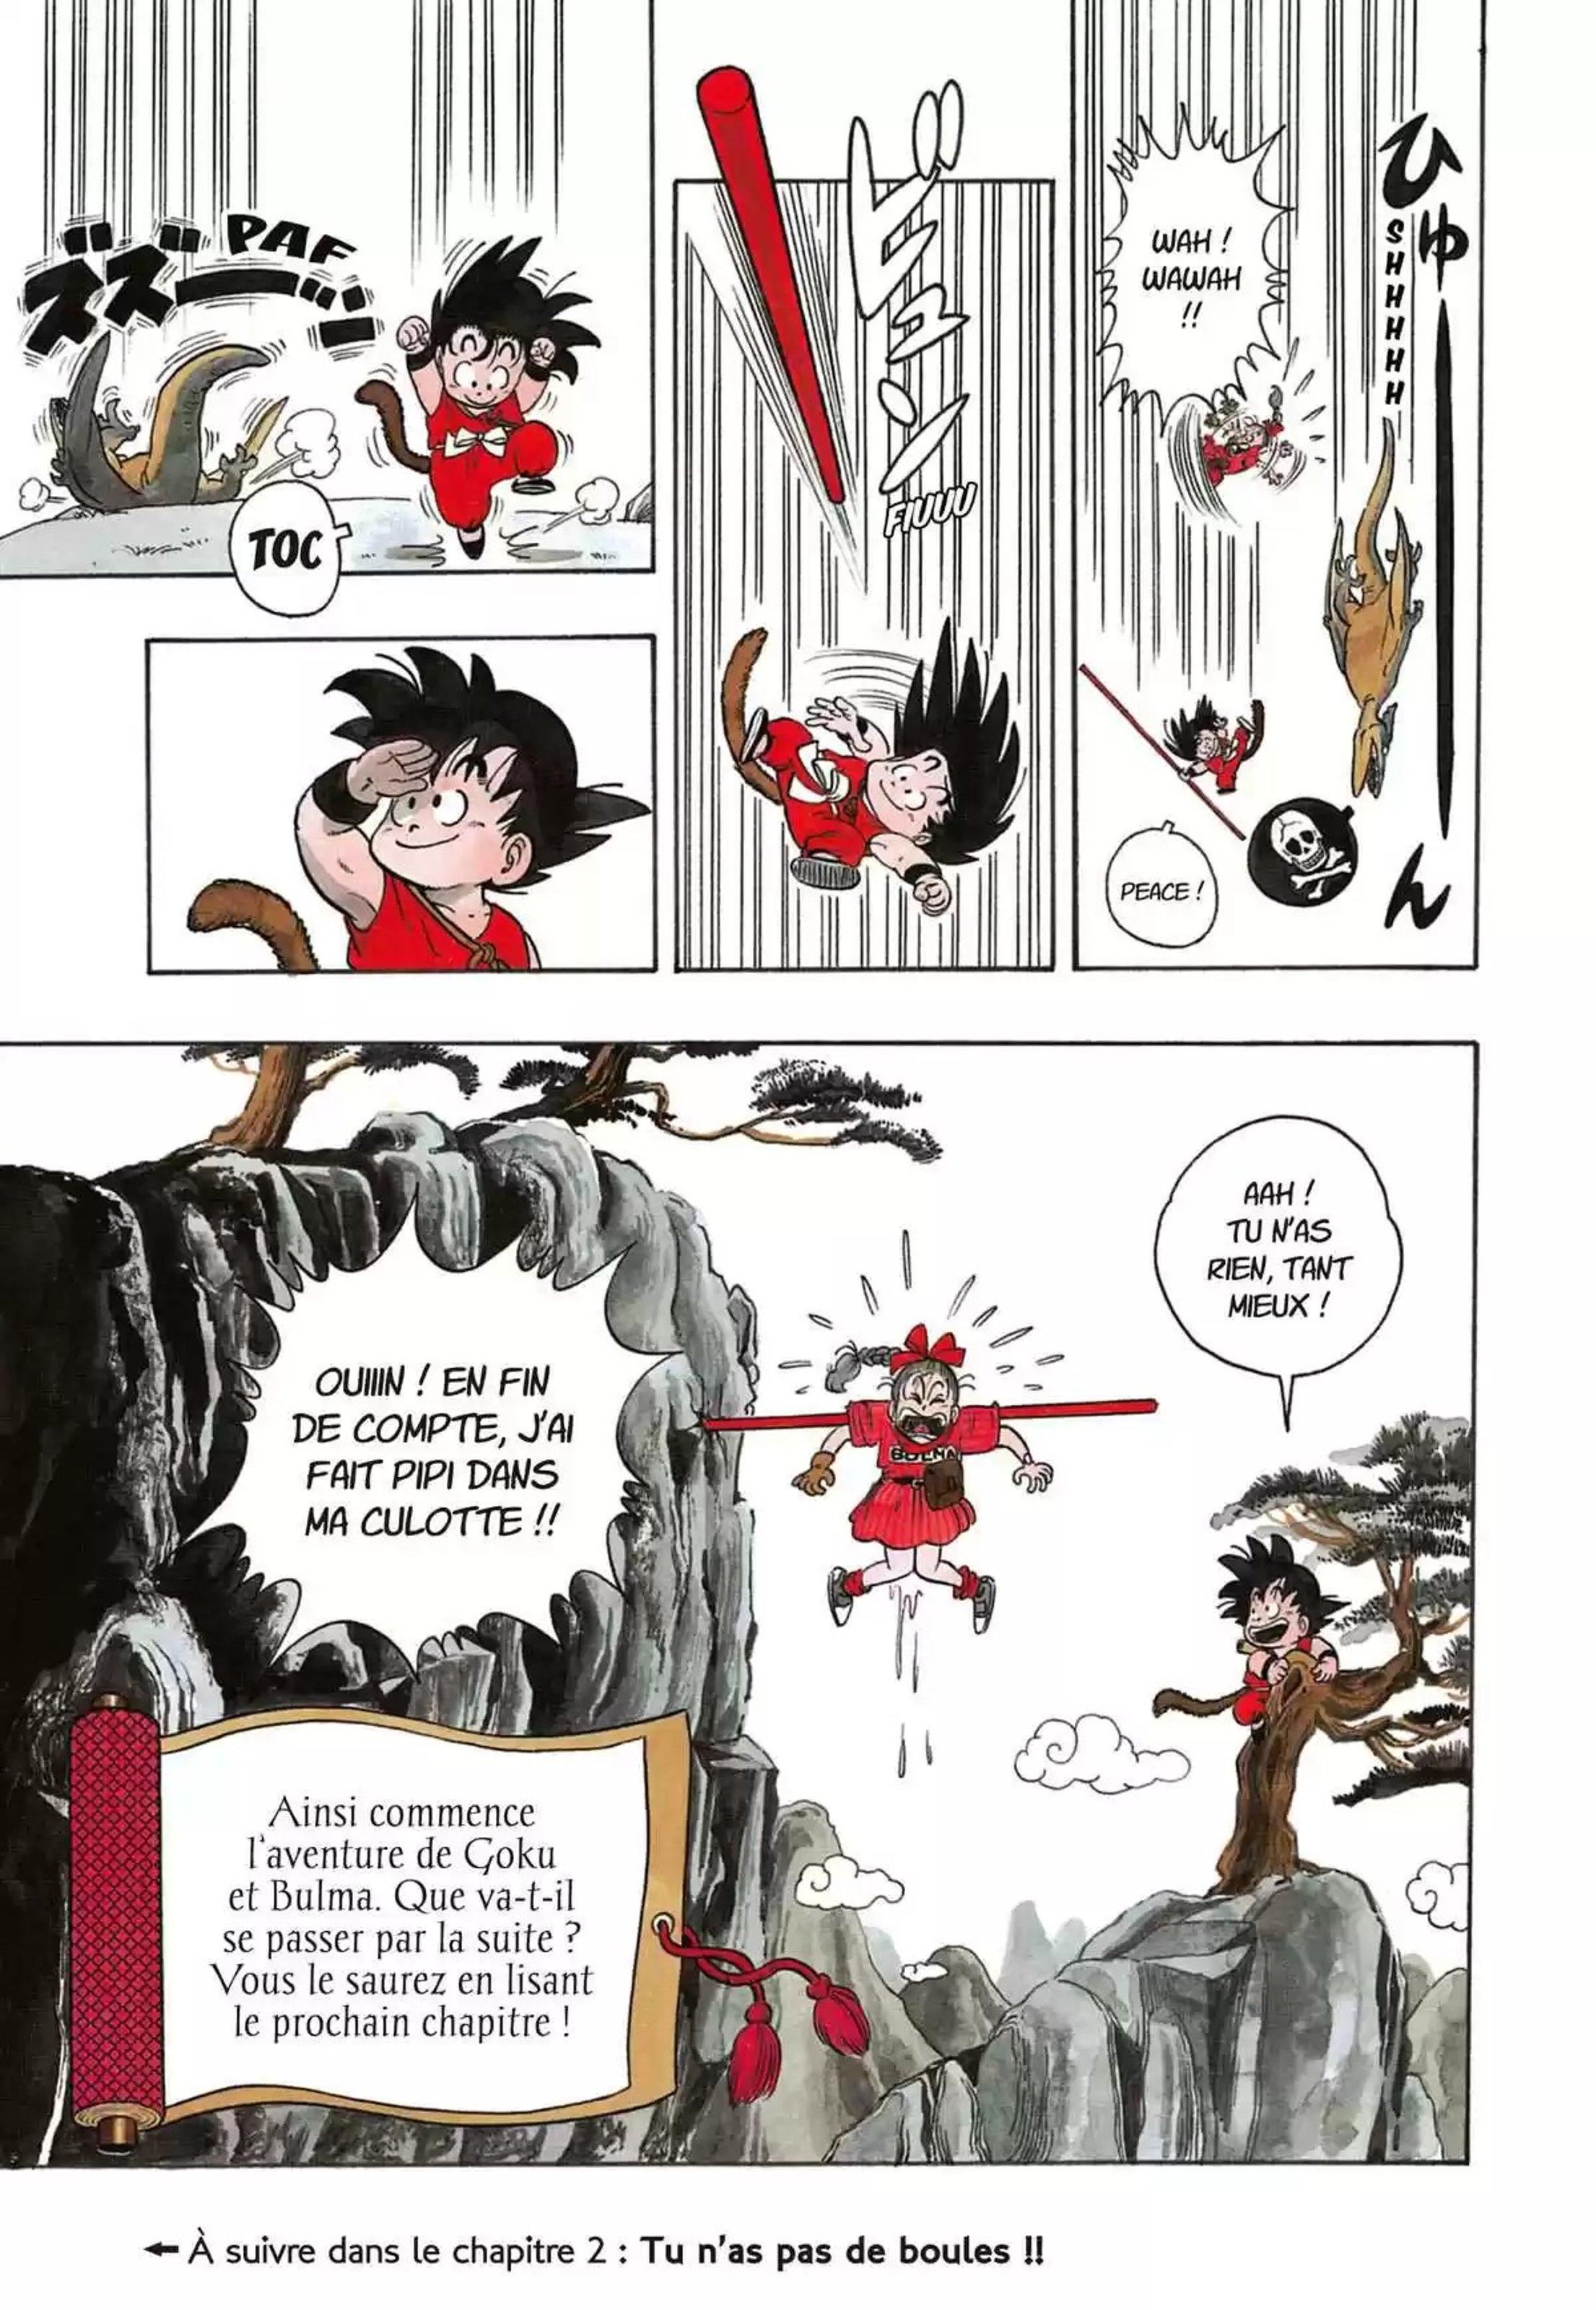 ひゅーん
SHHHHH
WAH !
WAWAH
!!
PEACE !
ビュン
FIUUU
PAF
ズズーン
TOC
AAH !
TU N'AS
RIEN, TANT
MIEUX !
BULMA
OUIIIN ! EN FIN
DE COMPTE, J'AI
FAIT PIPI DANS
MA CULOTTE !!
Ainsi commence
l'aventure de Goku
et Bulma. Que va-t-il
se passer par la suite ?
Vous le saurez en lisant
le prochain chapitre !
← À suivre dans le chapitre 2 : Tu n'as pas de boules !!